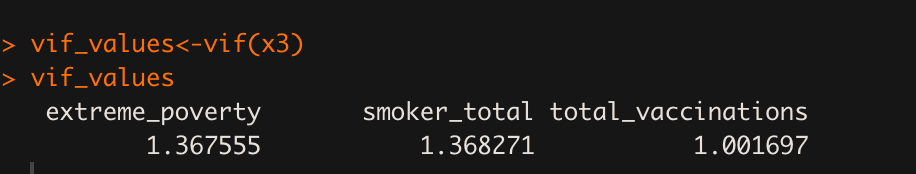 > vif_values<-vif(x3)
> vif_values
extreme_poverty smoker_total total_vaccinations
1.367555 1.368271 1.001697